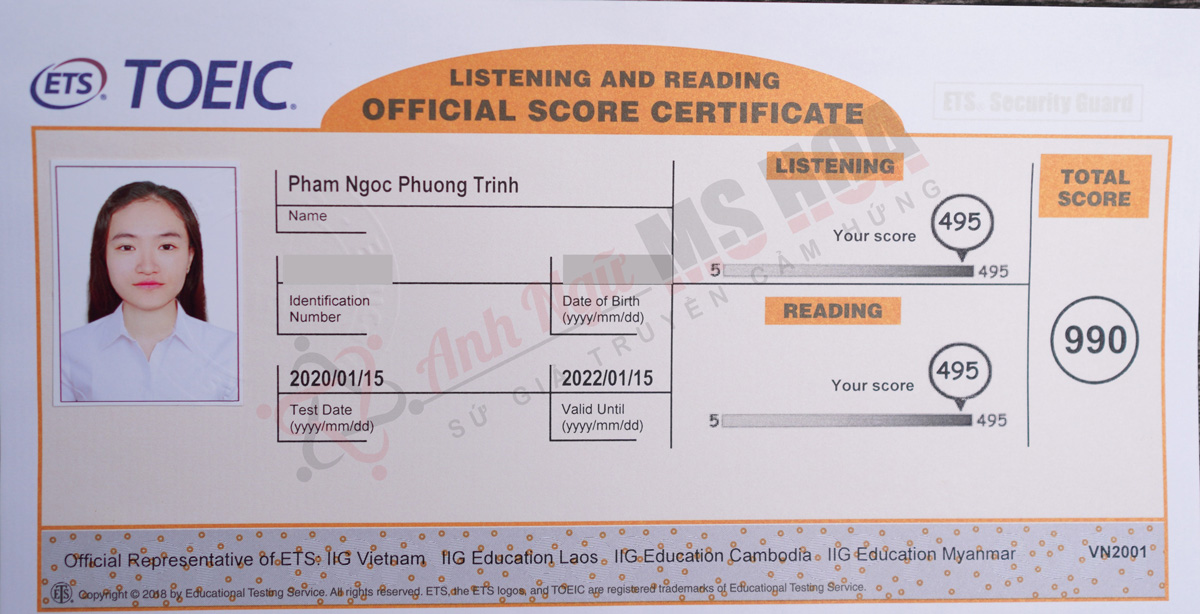 ETS TOEIC
LISTENING AND READING
OFFICIAL SCORE CERTIFICATE
ETS Security Guard
Pham Ngoc Phuong Trinh
Name
Identification
Number
Date of Birth
(yyyy/mm/dd)
2020/01/15
Test Date
(yyyy/mm/dd)
2022/01/15
Valid Until
(yyyy/mm/dd)
LISTENING
Your score
495
5
495
READING
Your score
495
5
495
TOTAL
SCORE
990
Anh Ngữ MS HOA
SỨ GIẢ TRUYỀN CẢM HỨNG
Official Representative of ETS: IIG Vietnam IIG Education Laos IIG Education Cambodia IIG Education Myanmar
VN2001
ETS Copyright © 2018 by Educational Testing Service. All rights reserved. ETS, the ETS logos, and TOEIC are registered trademarks of Educational Testing Service.